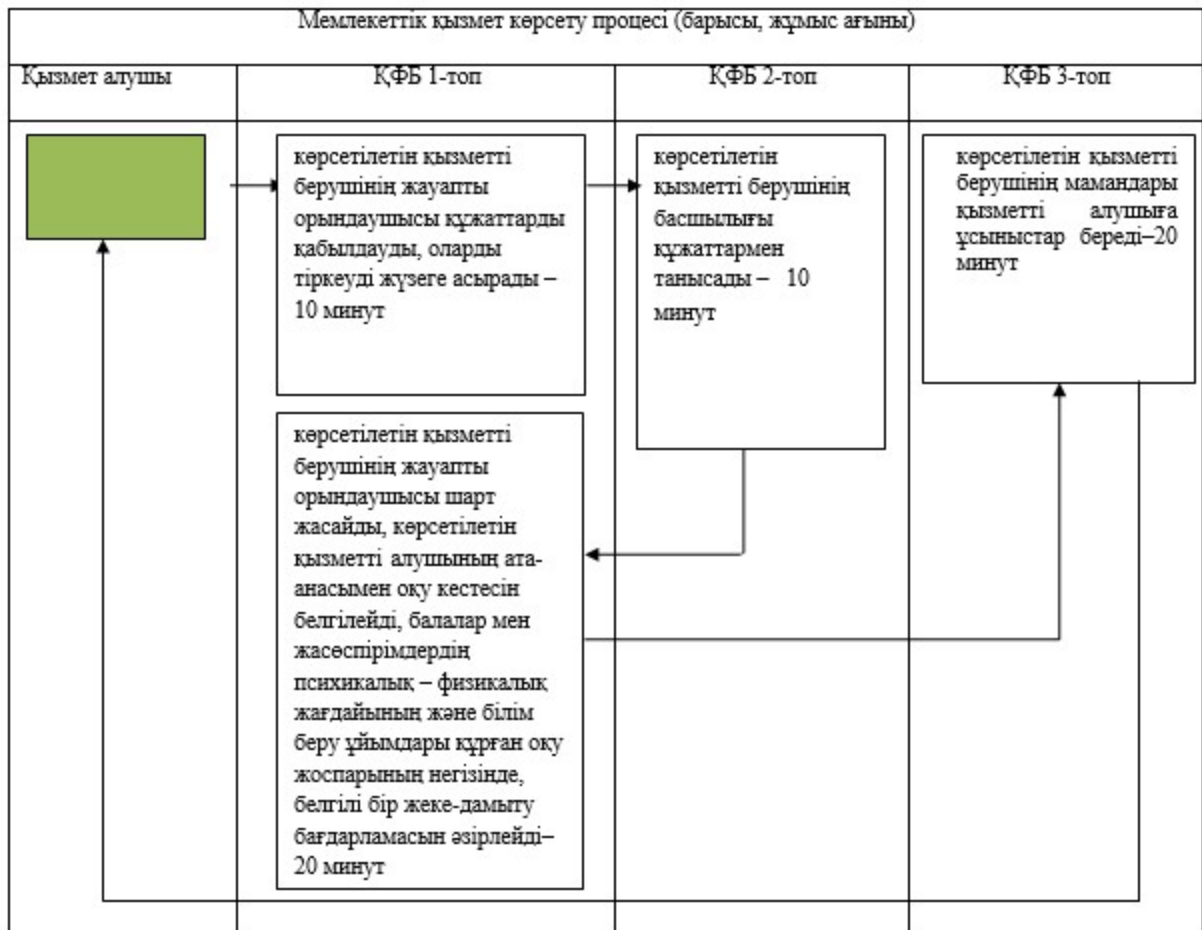 Мемлекеттік қызмет көрсету процесі (барысы, жұмыс ағыны)
Қызмет алушы
ҚФБ 1-топ
ҚФБ 2-топ
ҚФБ 3-топ
көрсетілетін қызметті
берушінің жауапты
орындаушысы құжаттарды
қабылдауды, оларды
тіркеуді жүзеге асырады –
10 минут
көрсетілетін
қызметті берушінің
басшылығы
құжаттармен
танысады – 10
минут
көрсетілетін қызметті
берушінің мамандары
қызметті алушыға
ұсыныстар береді–20
минут
көрсетілетін қызметті
берушінің жауапты
орындаушысы шарт
жасайды, көрсетілетін
қызметті алушының ата-
анасымен оқу кестесін
белгілейді, балалар мен
жасөспірімдердің
психикалық – физикалық
жағдайының және білім
беру ұйымдары құрған оқу
жоспарының негізінде,
белгілі бір жеке-дамыту
бағдарламасын әзірлейді–
20 минут